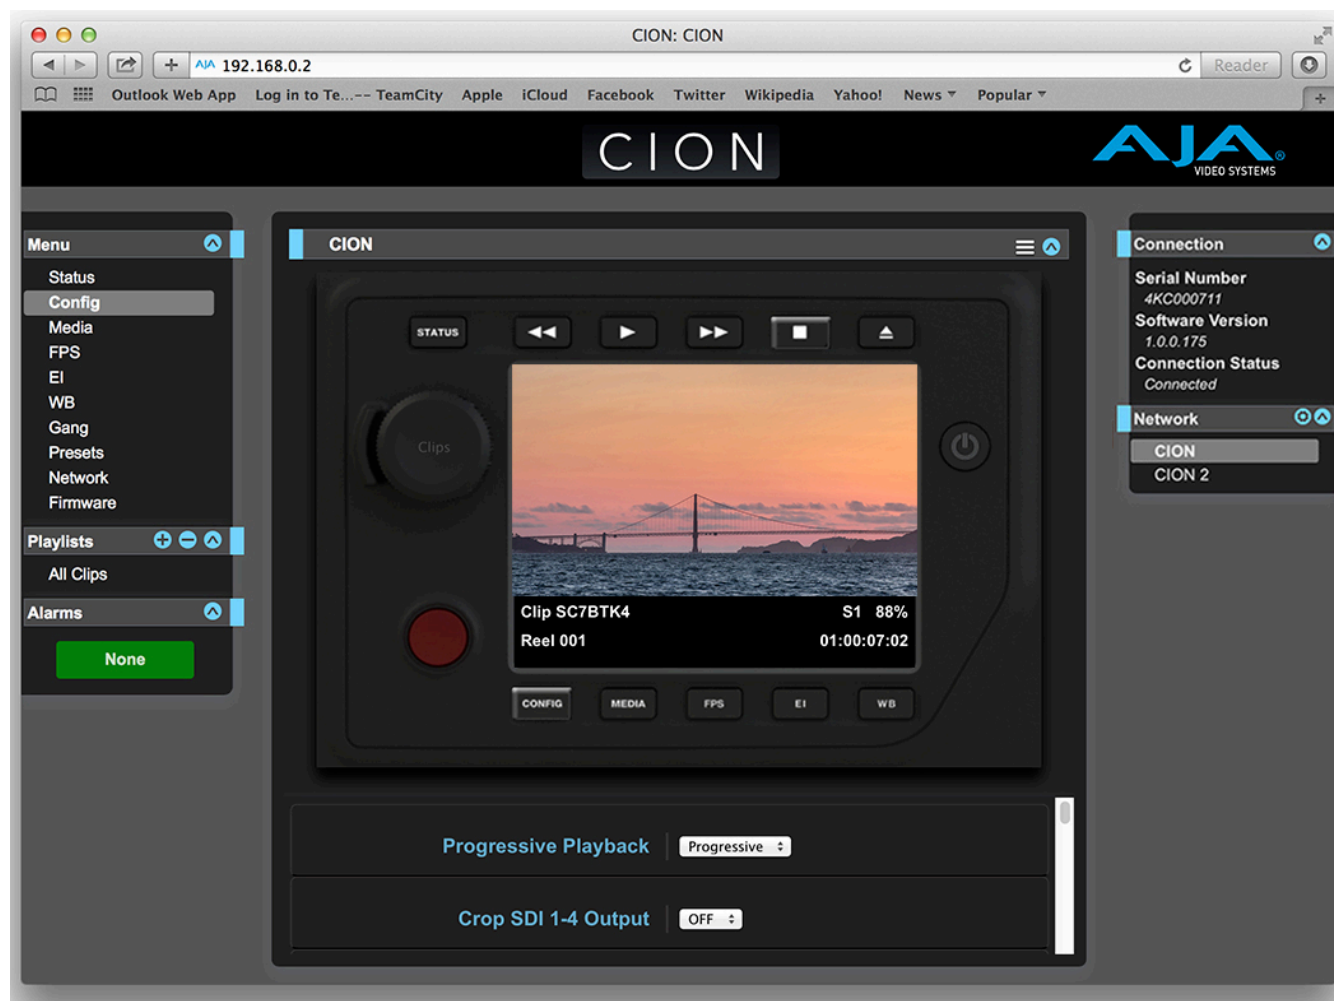 CION: CION
AJA 192.168.0.2
Reader
Outlook Web App Log in to Te...-- TeamCity Apple iCloud Facebook Twitter Wikipedia Yahoo! News Popular
CION
AJA®
VIDEO SYSTEMS
Menu
Status
Config
Media
FPS
EI
WB
Gang
Presets
Network
Firmware
Playlists
All Clips
Alarms
None
CION
STATUS
Clips
Clip SC7BTK4 S1 88%
Reel 001 01:00:07:02
CONFIG MEDIA FPS EI WB
Progressive Playback Progressive
Crop SDI 1-4 Output OFF
Connection
Serial Number
4KC000711
Software Version
1.0.0.175
Connection Status
Connected
Network
CION
CION 2